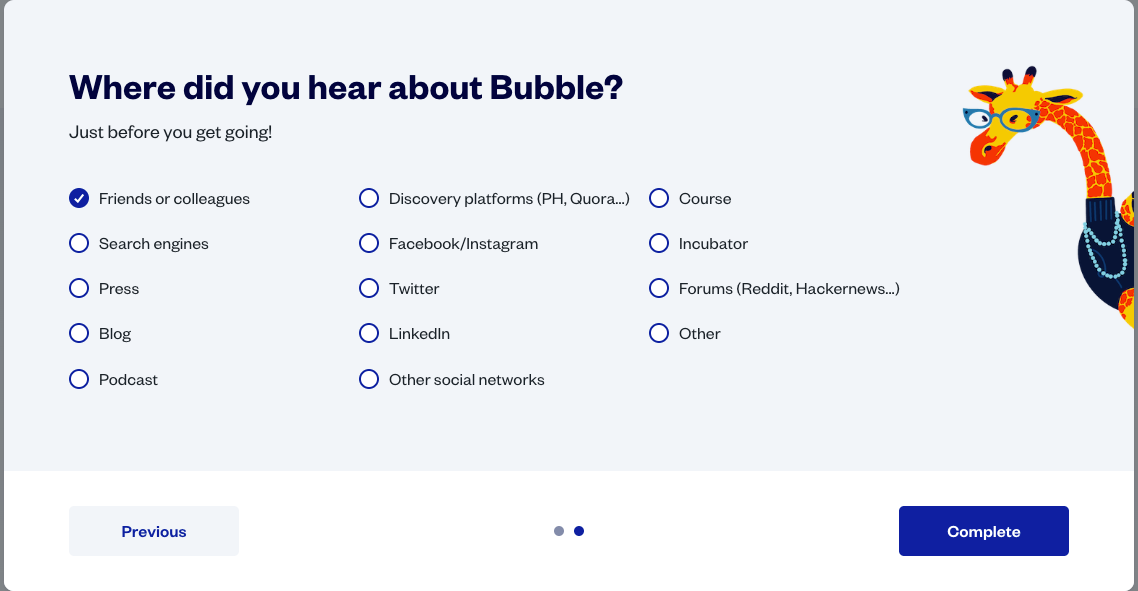 Where did you hear about Bubble?
Just before you get going!
Friends or colleagues
Search engines
Press
Blog
Podcast
Discovery platforms (PH, Quora...)
Facebook/Instagram
Twitter
LinkedIn
Other social networks
Course
Incubator
Forums (Reddit, Hackernews...)
Other
Previous
Complete